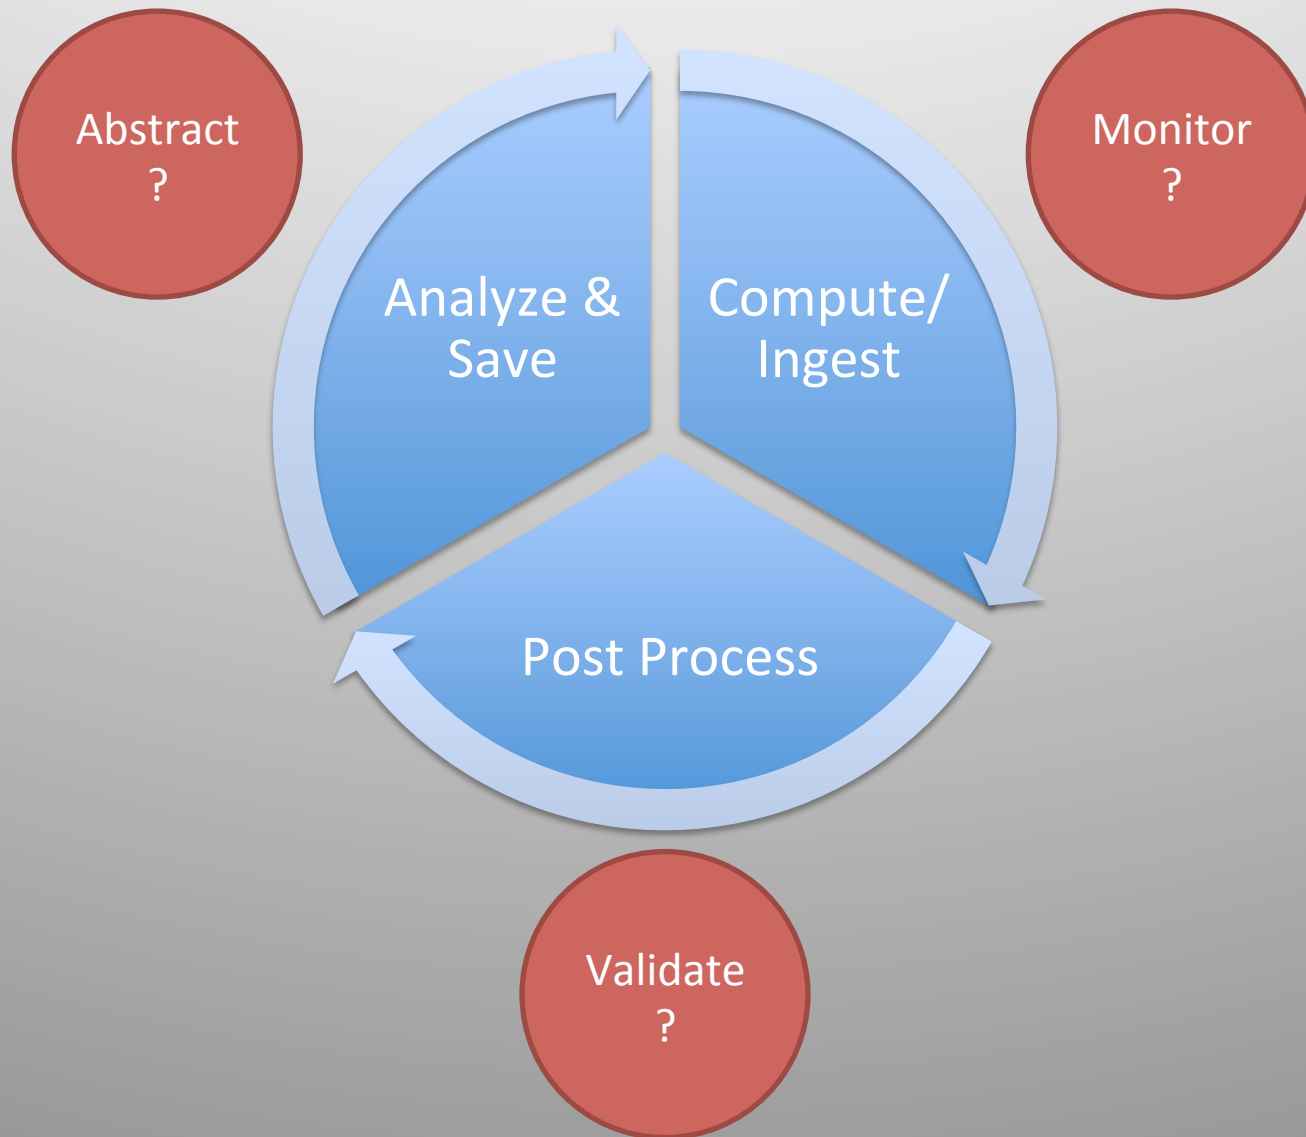 Abstract
?
Monitor
?
Analyze &
Save
Compute/
Ingest
Post Process
Validate
?